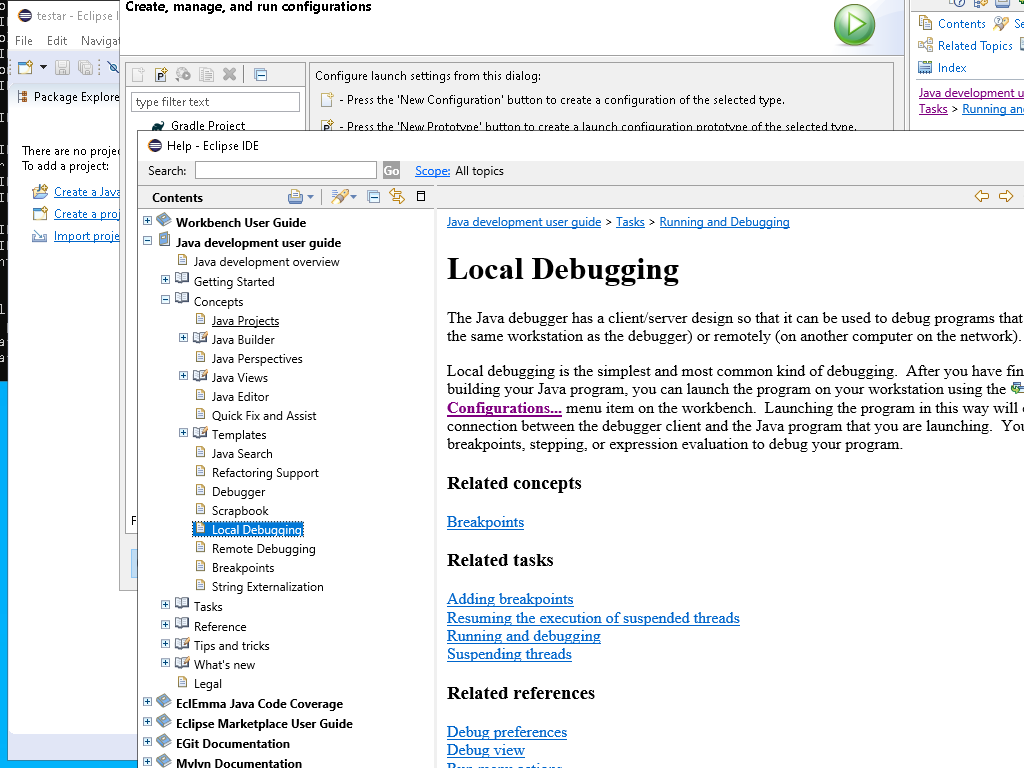 testar - Eclipse I
File Edit Navigat
Package Explore
There are no projec
To add a project:
Create a Java
Create a proj
Import proje
Create, manage, and run configurations
type filter text
Gradle Project
Configure launch settings from this dialog:
- Press the 'New Configuration' button to create a configuration of the selected type.
- Press the 'New Prototype' button to create a launch configuration prototype of the selected type.
Contents Se
Related Topics
Index
Java development u
Tasks > Running and
Help - Eclipse IDE
Search: Go Scope: All topics
Contents
Workbench User Guide
Java development user guide
Java development overview
Getting Started
Concepts
Java Projects
Java Builder
Java Perspectives
Java Views
Java Editor
Quick Fix and Assist
Templates
Java Search
Refactoring Support
Debugger
Scrapbook
Local Debugging
Remote Debugging
Breakpoints
String Externalization
Tasks
Reference
Tips and tricks
What's new
Legal
EclEmma Java Code Coverage
Eclipse Marketplace User Guide
EGit Documentation
Mylyn Documentation
Java development user guide > Tasks > Running and Debugging
Local Debugging
The Java debugger has a client/server design so that it can be used to debug programs that
the same workstation as the debugger) or remotely (on another computer on the network).
Local debugging is the simplest and most common kind of debugging. After you have fin
building your Java program, you can launch the program on your workstation using the
Configurations... menu item on the workbench. Launching the program in this way will
connection between the debugger client and the Java program that you are launching. You
breakpoints, stepping, or expression evaluation to debug your program.
Related concepts
Breakpoints
Related tasks
Adding breakpoints
Resuming the execution of suspended threads
Running and debugging
Suspending threads
Related references
Debug preferences
Debug view
Run menu actions